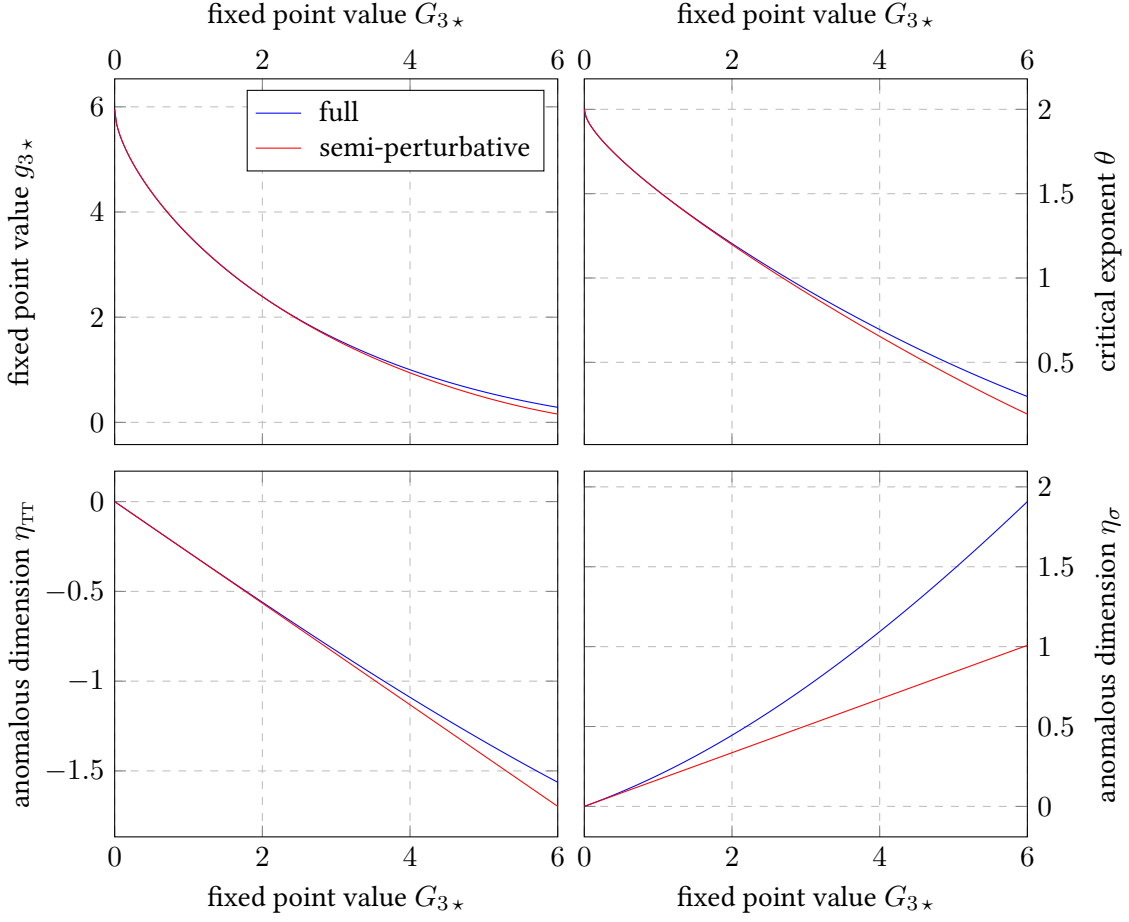 fixed point value G₃⋆
fixed point value G₃⋆
0 2 4 6
0 2 4 6
fixed point value g₃⋆
6
4
2
0
full
semi-perturbative
2
1.5
1
0.5
critical exponent θ
anomalous dimension η_TT
0
−0.5
−1
−1.5
2
1.5
1
0.5
0
anomalous dimension η_σ
0 2 4 6
0 2 4 6
fixed point value G₃⋆
fixed point value G₃⋆